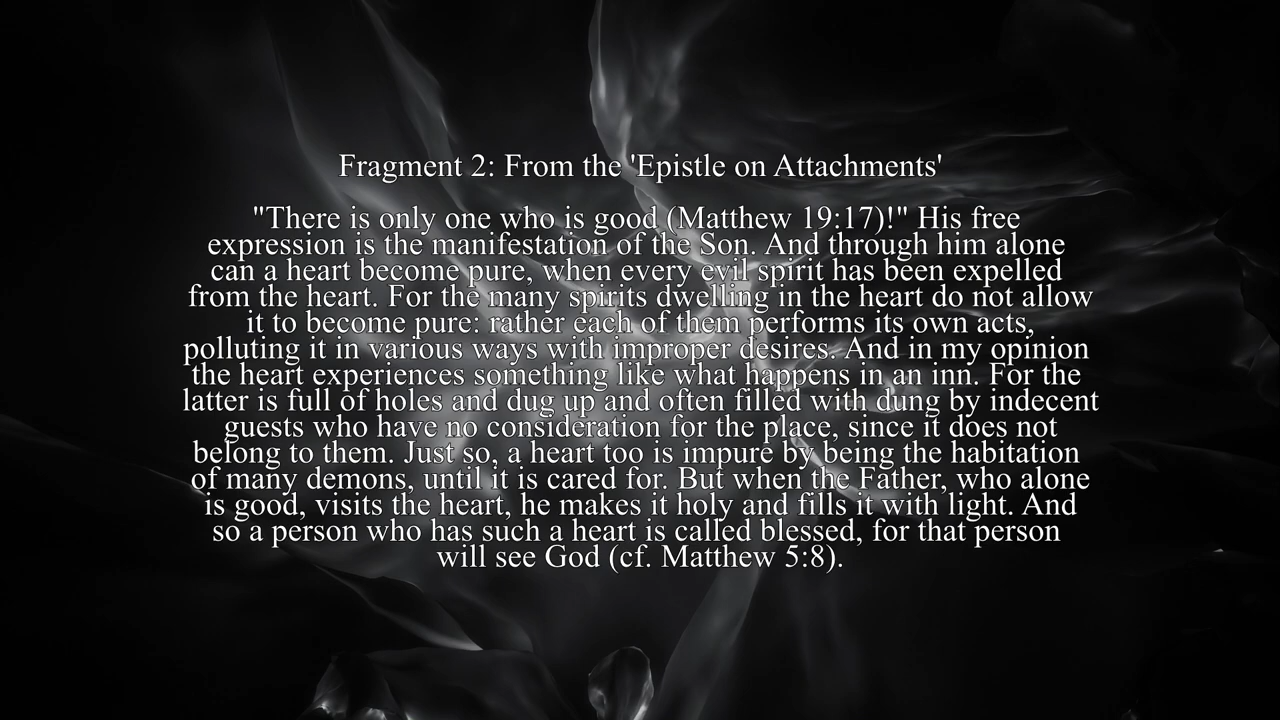 Fragment 2: From the 'Epistle on Attachments'
"There is only one who is good (Matthew 19:17)!" His free
expression is the manifestation of the Son. And through him alone
can a heart become pure, when every evil spirit has been expelled
from the heart. For the many spirits dwelling in the heart do not allow
it to become pure: rather each of them performs its own acts,
polluting it in various ways with improper desires. And in my opinion
the heart experiences something like what happens in an inn. For the
latter is full of holes and dug up and often filled with dung by indecent
guests who have no consideration for the place, since it does not
belong to them. Just so, a heart too is impure by being the habitation
of many demons, until it is cared for. But when the Father, who alone
is good, visits the heart, he makes it holy and fills it with light. And
so a person who has such a heart is called blessed, for that person
will see God (cf. Matthew 5:8).